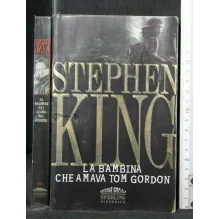 STEPHEN
KING
LA BAMBINA
CHE AMAVA TOM GORDON
SPERLING
PAPERBACK